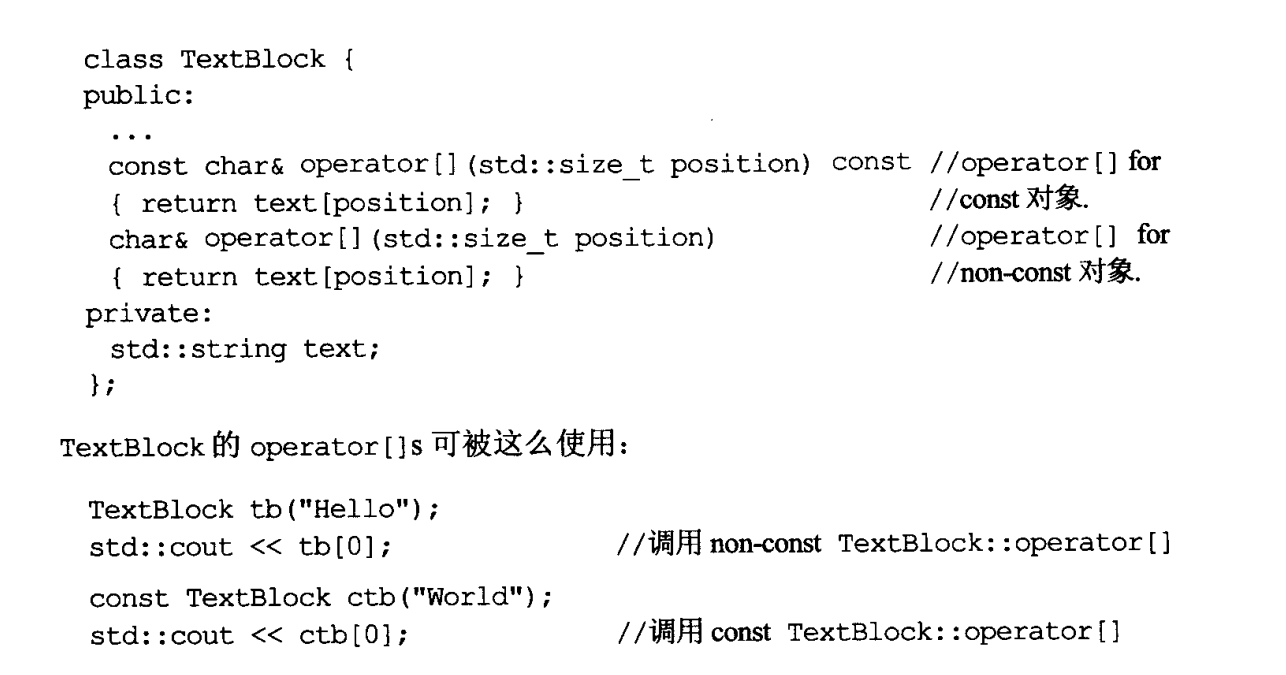 class TextBlock {
public:
...
const char& operator[](std::size_t position) const //operator[] for
{ return text[position]; } //const 对象.
char& operator[](std::size_t position) //operator[] for
{ return text[position]; } //non-const 对象.
private:
std::string text;
};
TextBlock 的 operator[]s 可被这么使用：
TextBlock tb("Hello");
std::cout << tb[0]; //调用 non-const TextBlock::operator[]
const TextBlock ctb("World");
std::cout << ctb[0]; //调用 const TextBlock::operator[]